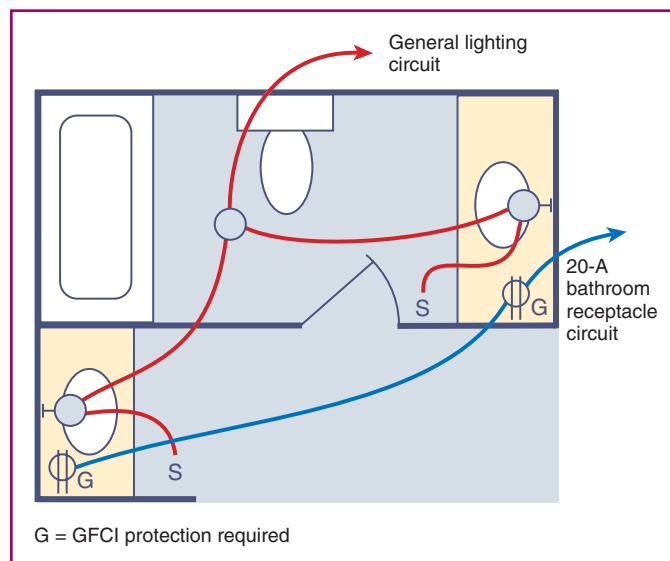 General lighting
circuit
20-A
bathroom
receptacle
circuit
S
G
G
S
G = GFCI protection required